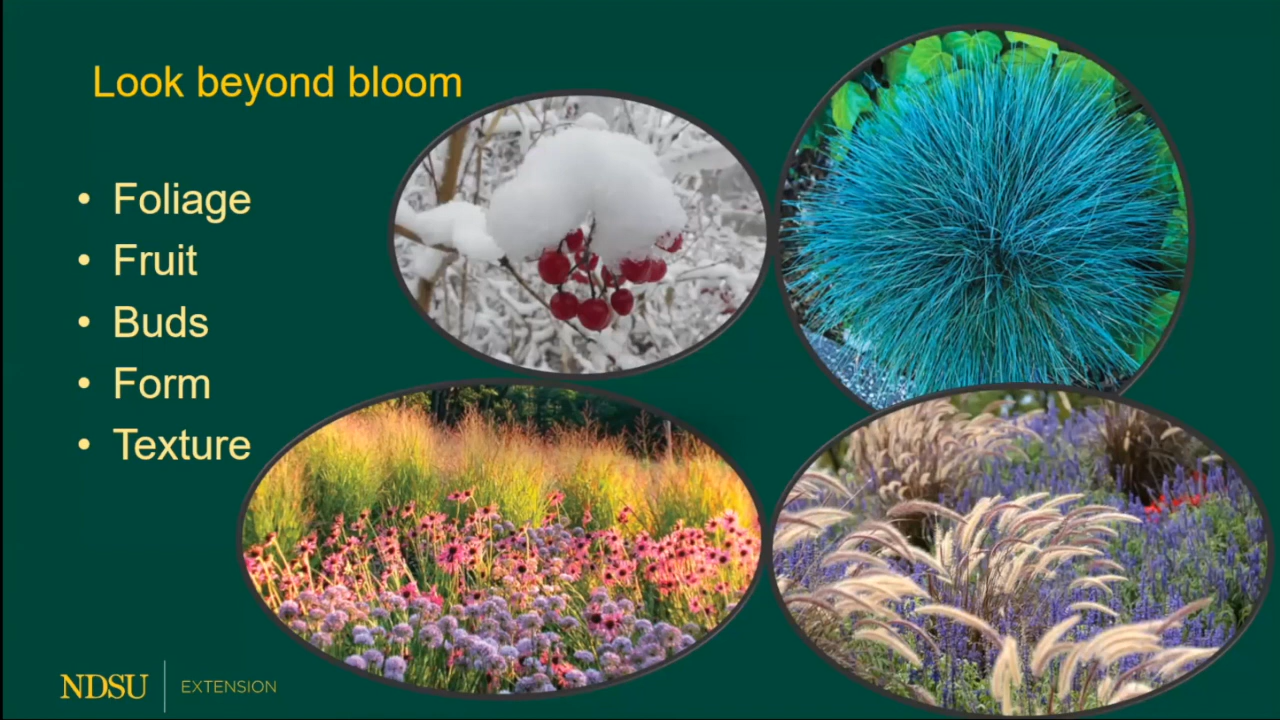 Look beyond bloom
• Foliage
• Fruit
• Buds
• Form
• Texture
NDSU EXTENSION